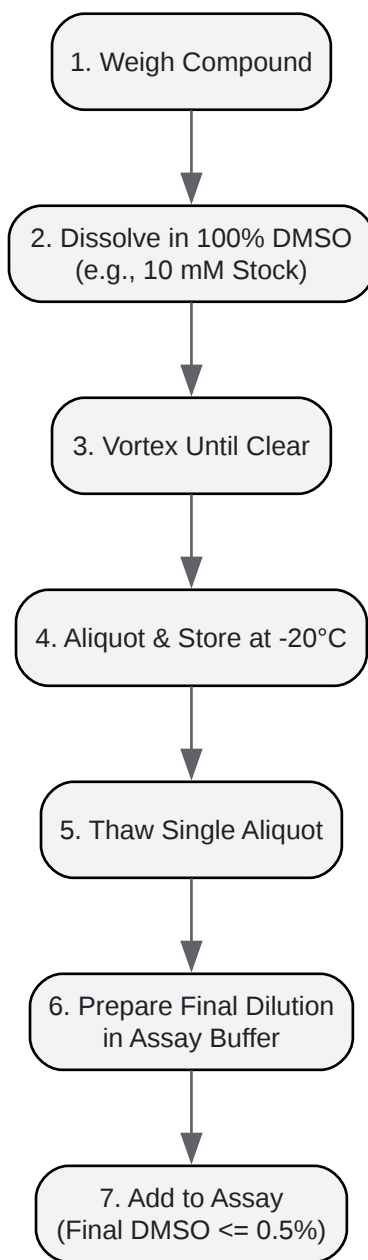 1. Weigh Compound
2. Dissolve in 100% DMSO
(e.g., 10 mM Stock)
3. Vortex Until Clear
4. Aliquot & Store at -20°C
5. Thaw Single Aliquot
6. Prepare Final Dilution
in Assay Buffer
7. Add to Assay
(Final DMSO <= 0.5%)